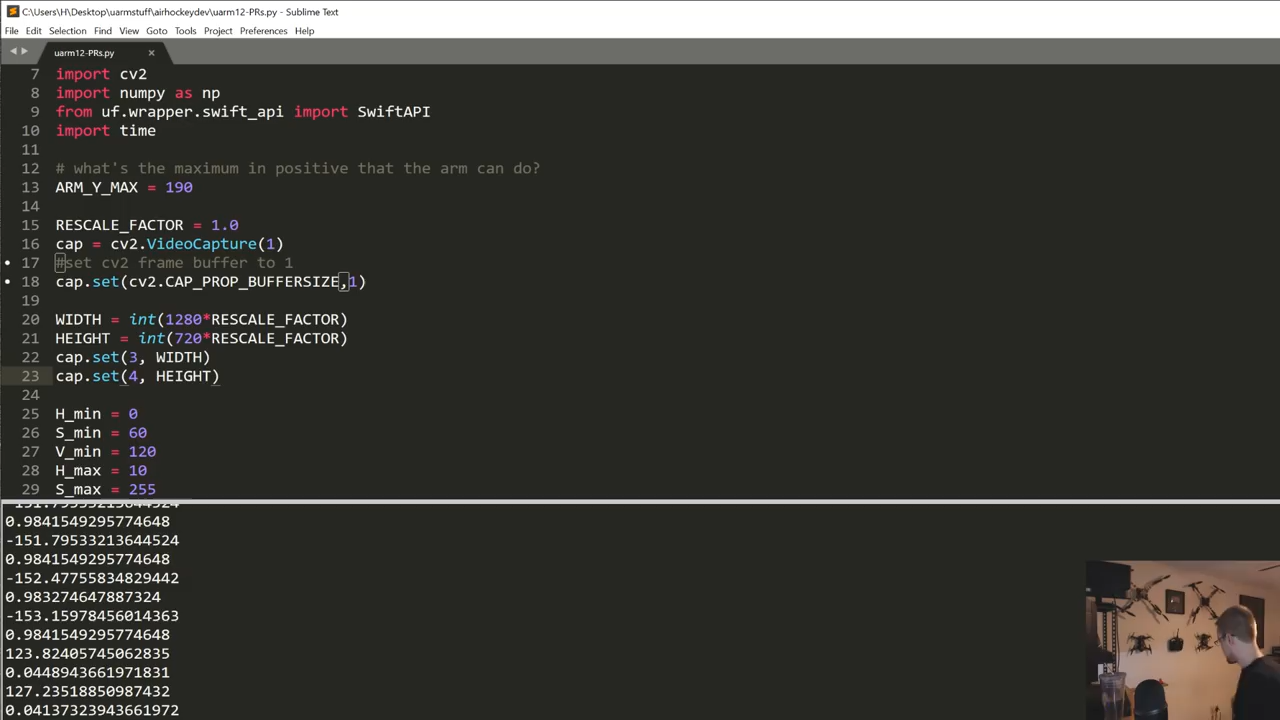 C:\Users\H\Desktop\uarmstuff\airhockeydev\uarm12-PRs.py - Sublime Text
File Edit Selection Find View Goto Tools Project Preferences Help
uarm12-PRs.py
7 import cv2
8 import numpy as np
9 from uf.wrapper.swift_api import SwiftAPI
10 import time
11
12 # what's the maximum in positive that the arm can do?
13 ARM_Y_MAX = 190
14
15 RESCALE_FACTOR = 1.0
16 cap = cv2.VideoCapture(1)
17 #set cv2 frame buffer to 1
18 cap.set(cv2.CAP_PROP_BUFFERSIZE,1)
19
20 WIDTH = int(1280*RESCALE_FACTOR)
21 HEIGHT = int(720*RESCALE_FACTOR)
22 cap.set(3, WIDTH)
23 cap.set(4, HEIGHT)
24
25 H_min = 0
26 S_min = 60
27 V_min = 120
28 H_max = 10
29 S_max = 255
-151.79533213644524
0.9841549295774648
-151.79533213644524
0.9841549295774648
-152.47755834829442
0.983274647887324
-153.15978456014363
0.9841549295774648
123.82405745062835
0.0448943661971831
127.23518850987432
0.04137323943661972